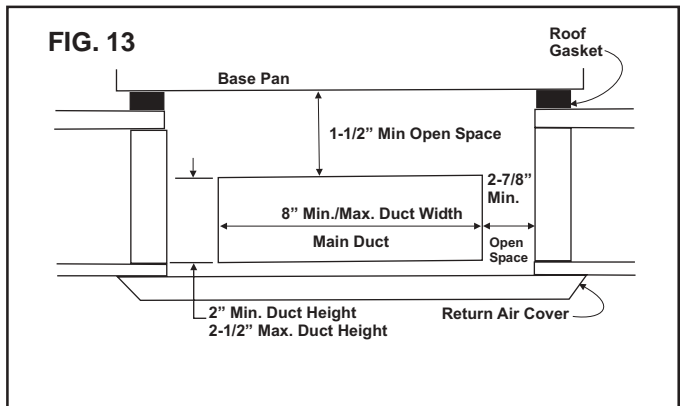 FIG. 13
Roof
Gasket
Base Pan
1-1/2” Min Open Space
2-7/8”
Min.
8” Min./Max. Duct Width
Main Duct
Open
Space
2” Min. Duct Height
2-1/2” Max. Duct Height
Return Air Cover